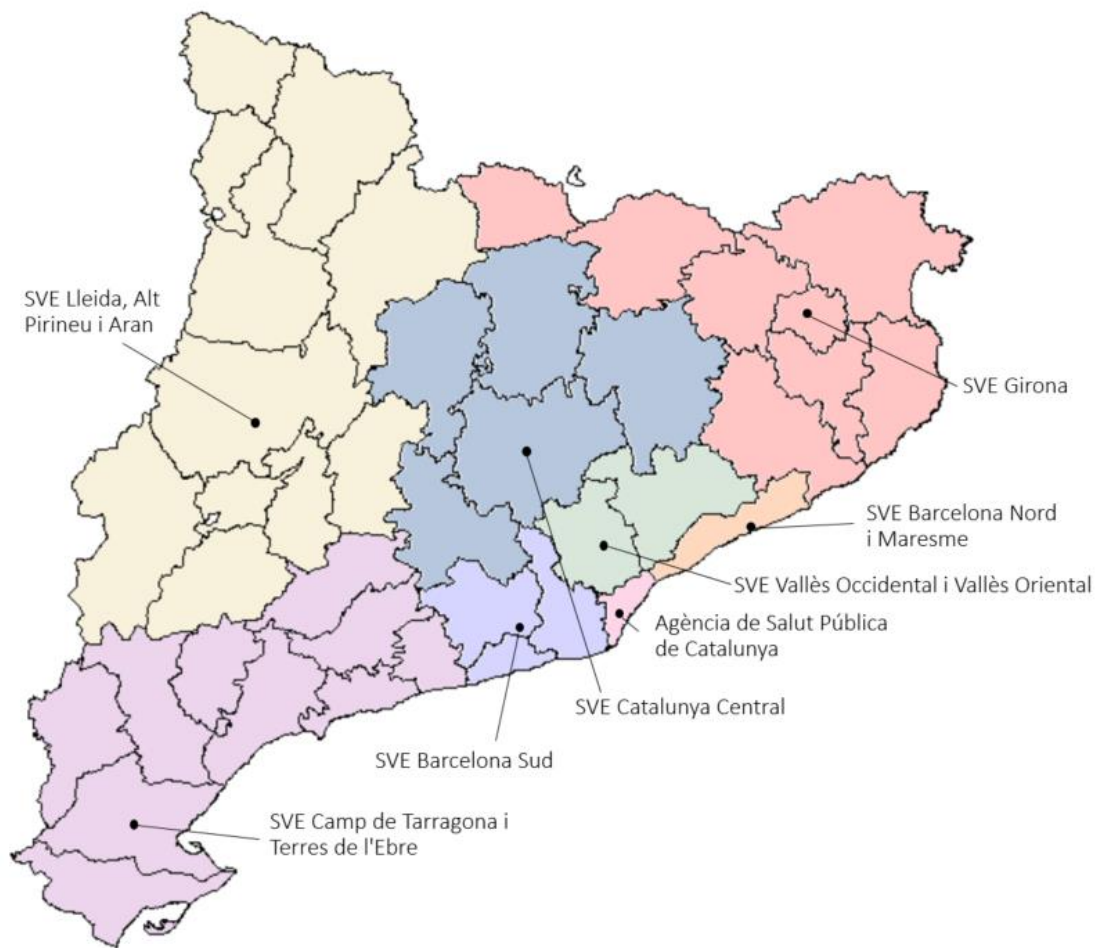 SVE Lleida, Alt
Pirineu i Aran
SVE Girona
SVE Barcelona Nord
i Maresme
SVE Vallès Occidental i Vallès Oriental
Agència de Salut Pública
de Catalunya
SVE Catalunya Central
SVE Barcelona Sud
SVE Camp de Tarragona i
Terres de l'Ebre